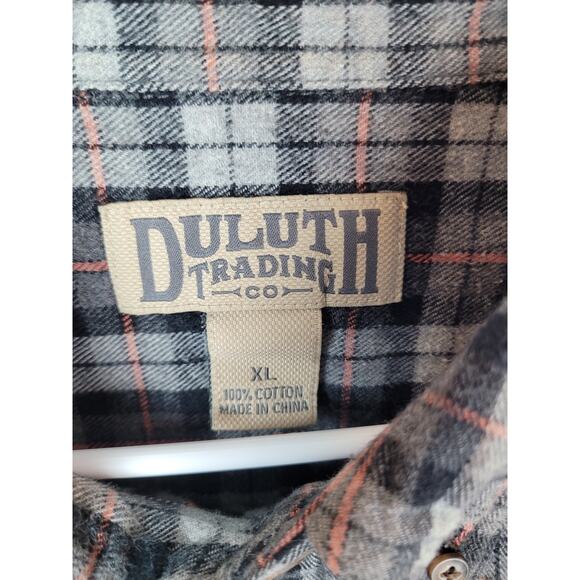 DULUTH
TRADING
CO
XL
100% COTTON
MADE IN CHINA